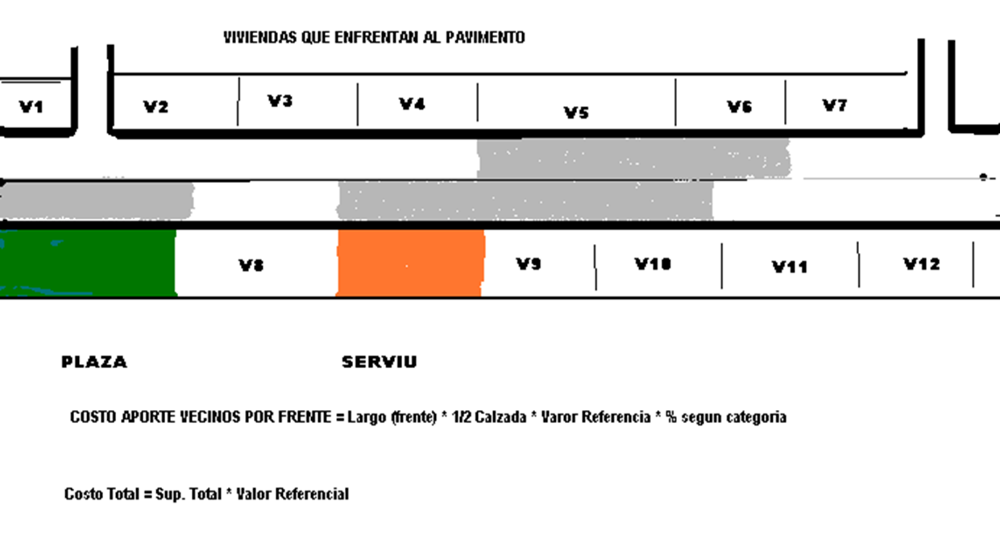 VIVIENDAS QUE ENFRENTAN AL PAVIMENTO
V1 V2 V3 V4 V5 V6 V7
V8 V9 V10 V11 V12
PLAZA SERVIU
COSTO APORTE VECINOS POR FRENTE = Largo (frente) * 1/2 Calzada * Varor Referencia * % segun categoria
Costo Total = Sup. Total * Valor Referencial